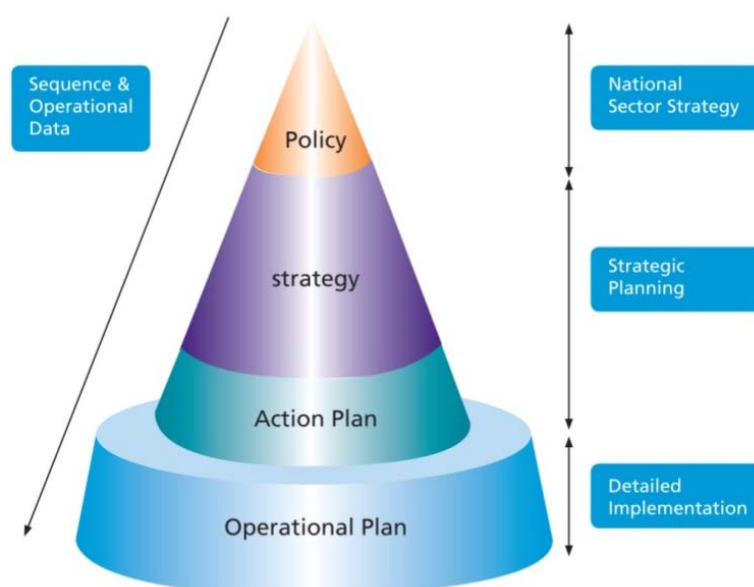 Sequence &
Operational
Data
Policy
strategy
Action Plan
Operational Plan
National
Sector Strategy
Strategic
Planning
Detailed
Implementation